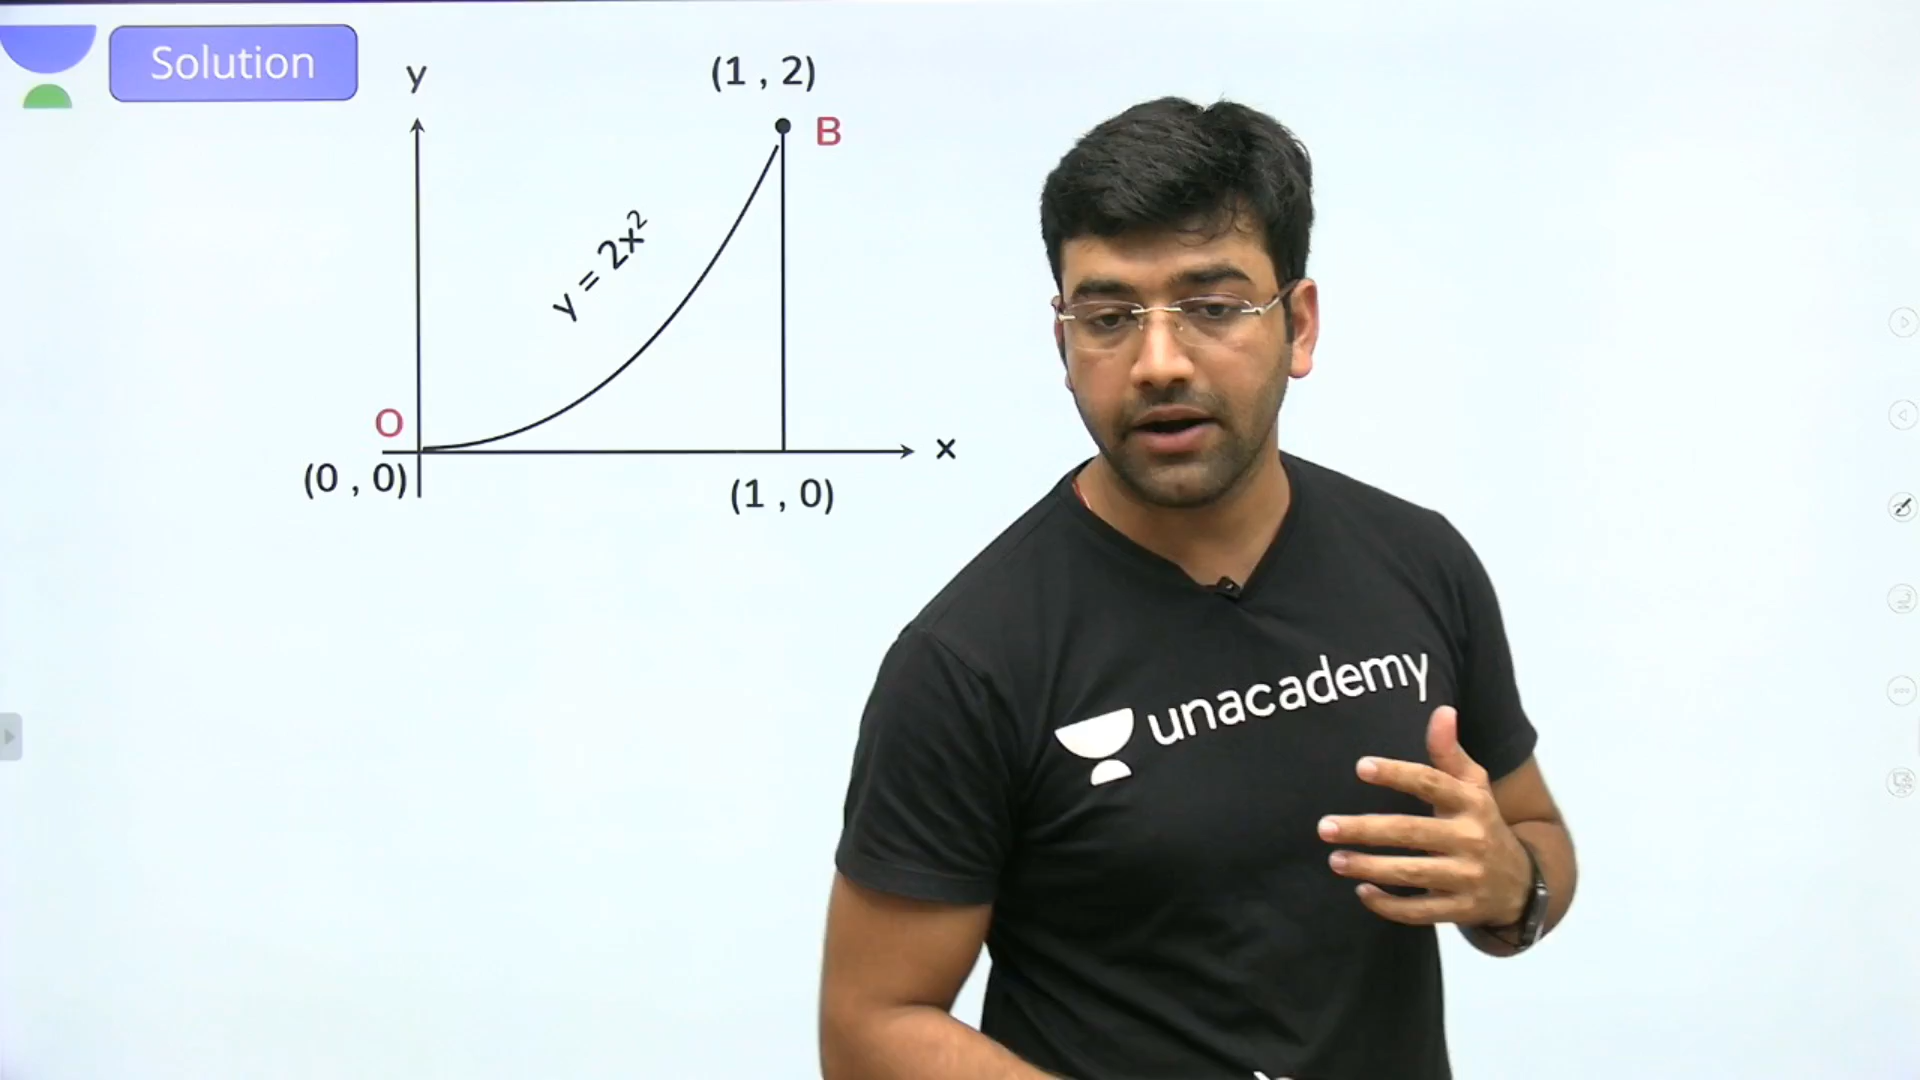 Solution
y
(1 , 2)
B
y = 2x²
O
x
(0 , 0)
(1 , 0)
unacademy